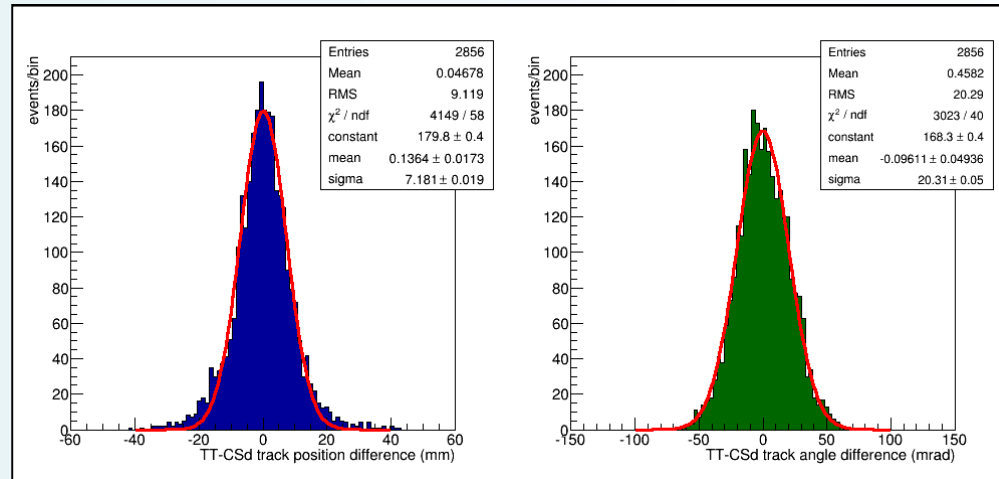 Entries 2856
Mean 0.04678
RMS 9.119
χ² / ndf 4149 / 58
constant 179.8 ± 0.4
mean 0.1364 ± 0.0173
sigma 7.181 ± 0.019
events/bin
200
180
160
140
120
100
80
60
40
20
0
-60 -40 -20 0 20 40 60
TT-CSd track position difference (mm)
Entries 2856
Mean 0.4582
RMS 20.29
χ² / ndf 3023 / 40
constant 168.3 ± 0.4
mean -0.09611 ± 0.04936
sigma 20.31 ± 0.05
events/bin
200
180
160
140
120
100
80
60
40
20
0
-150 -100 -50 0 50 100 150
TT-CSd track angle difference (mrad)